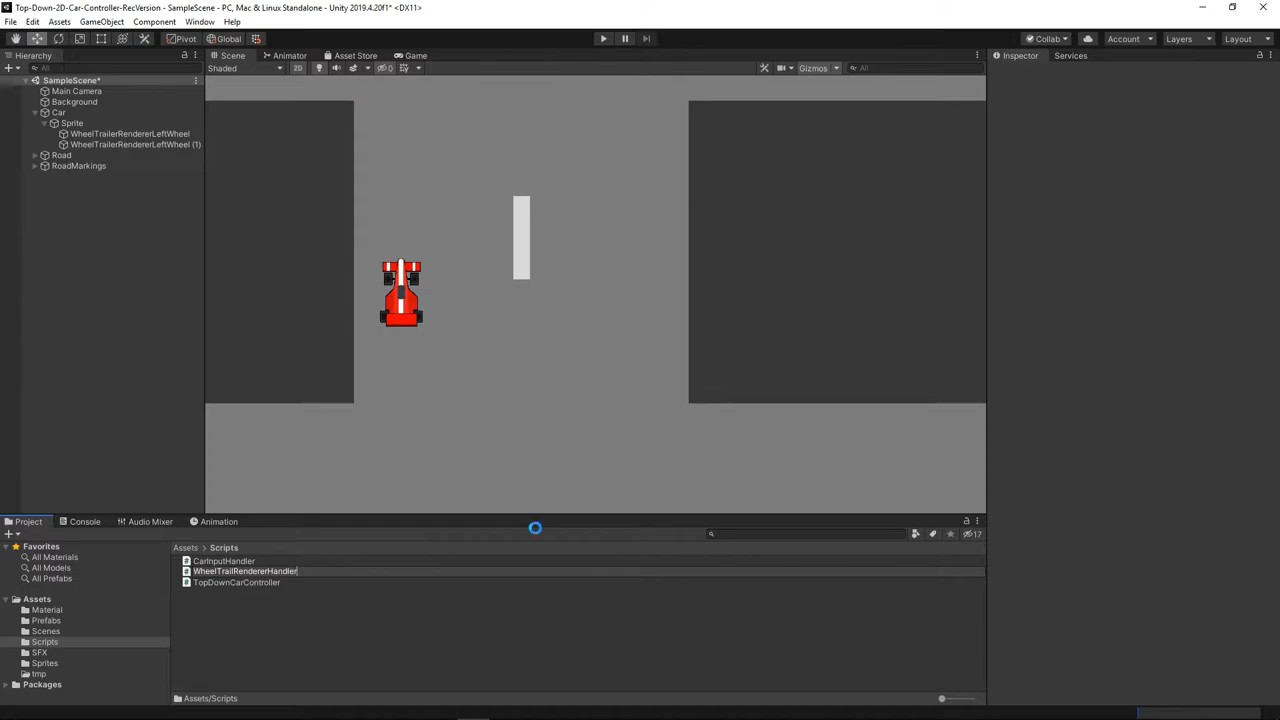 Top-Down-2D-Car-Controller-RecVersion - SampleScene - PC, Mac & Linux Standalone - Unity 2019.4.20f1* <DX11>
File Edit Assets GameObject Component Window Help
Pivot Global Collab Account Layers Layout
Hierarchy Scene Animator Asset Store Game Inspector Services
All Shaded 2D 0 Gizmos All
SampleScene*
Main Camera
Background
Car
Sprite
WheelTrailerRendererLeftWheel
WheelTrailerRendererLeftWheel (1)
Road
RoadMarkings
Project Console Audio Mixer Animation
17
Favorites
All Materials
All Models
All Prefabs
Assets
Material
Prefabs
Scenes
Scripts
SFX
Sprites
tmp
Packages
Assets > Scripts
CarInputHandler
WheelTrailRendererHandler
TopDownCarController
Assets/Scripts